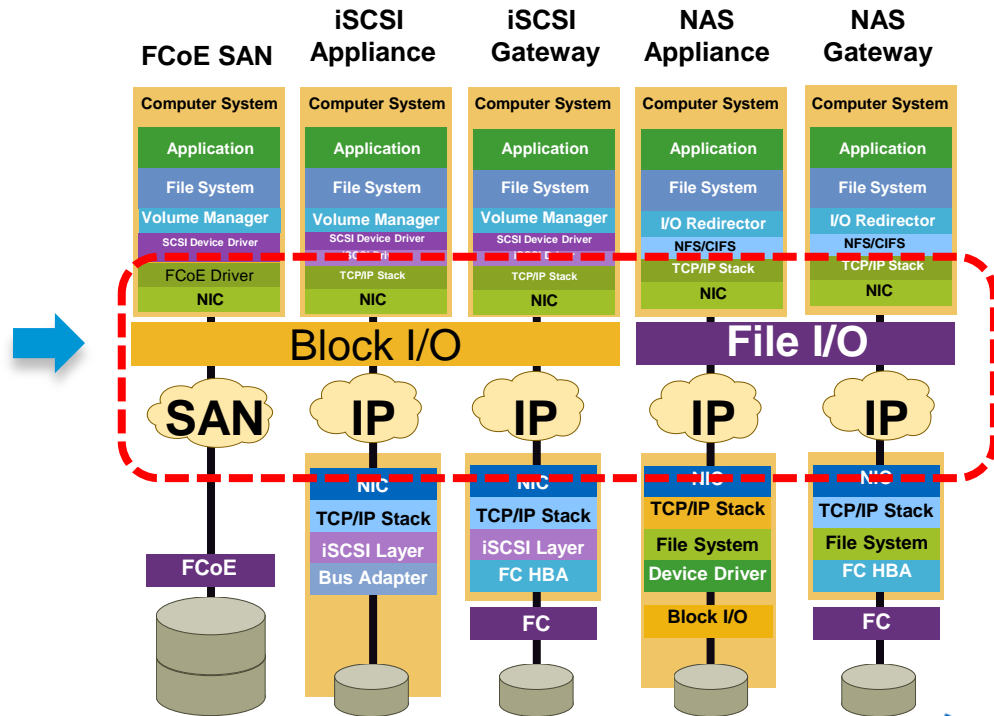 FCoE SAN
iSCSI
Appliance
iSCSI
Gateway
NAS
Appliance
NAS
Gateway
Computer System
Application
File System
Volume Manager
SCSI Device Driver
FCoE Driver
NIC
Computer System
Application
File System
Volume Manager
SCSI Device Driver
iSCSI Driver
TCP/IP Stack
NIC
Computer System
Application
File System
Volume Manager
SCSI Device Driver
iSCSI Driver
TCP/IP Stack
NIC
Computer System
Application
File System
I/O Redirector
NFS/CIFS
TCP/IP Stack
NIC
Computer System
Application
File System
I/O Redirector
NFS/CIFS
TCP/IP Stack
NIC
Block I/O
File I/O
SAN
IP
IP
IP
IP
FCoE
NIC
TCP/IP Stack
iSCSI Layer
Bus Adapter
NIC
TCP/IP Stack
iSCSI Layer
FC HBA
FC
NIC
TCP/IP Stack
File System
Device Driver
Block I/O
NIC
TCP/IP Stack
File System
FC HBA
FC